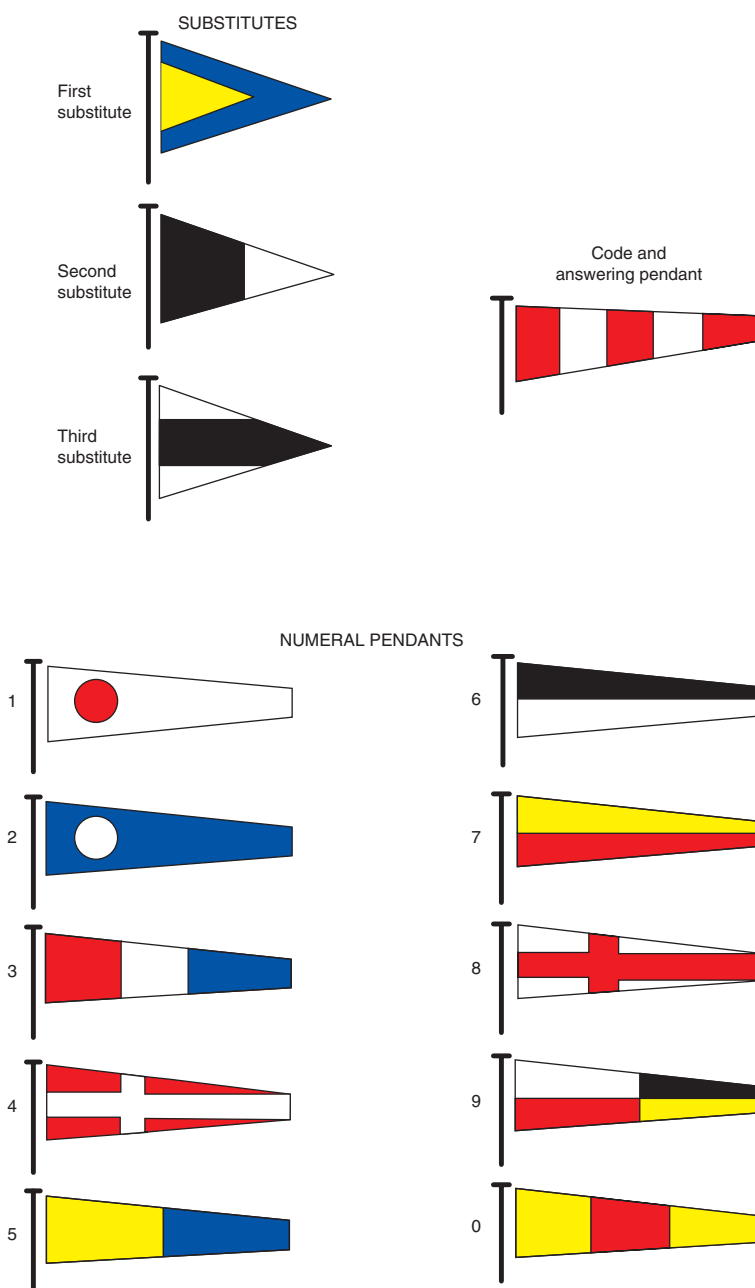 SUBSTITUTES
First
substitute
Second
substitute
Code and
answering pendant
Third
substitute
NUMERAL PENDANTS
1
6
2
7
3
8
4
9
5
0